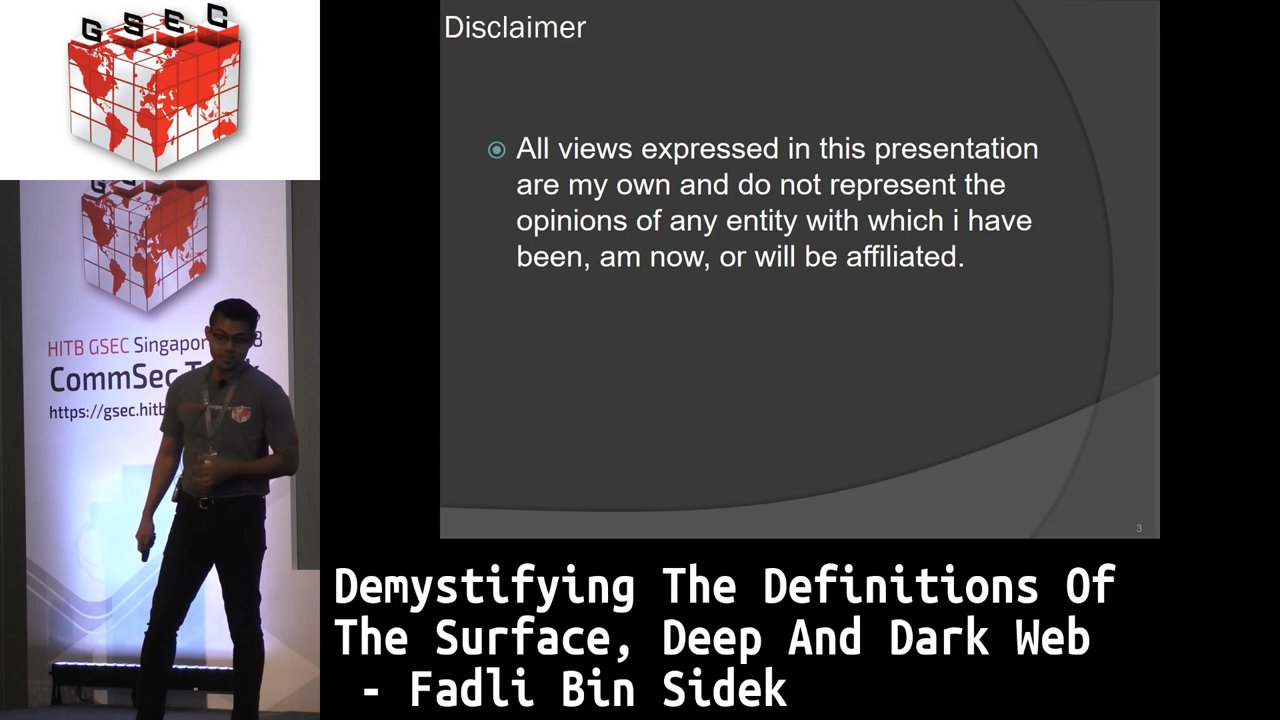 GSEC
Disclaimer
All views expressed in this presentation
are my own and do not represent the
opinions of any entity with which i have
been, am now, or will be affiliated.
3
HITB GSEC Singapor
CommSec
https://gsec.hitb
Demystifying The Definitions Of
The Surface, Deep And Dark Web
- Fadli Bin Sidek